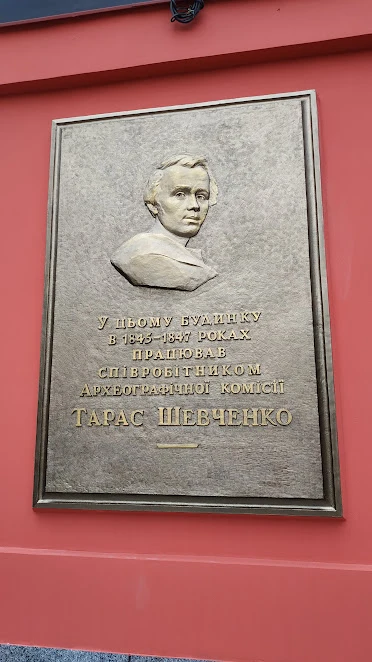 У ЦЬОМУ БУДИНКУ
В 1845-1847 РОКАХ
ПРАЦЮВАВ
СПІВРОБІТНИКОМ
АРХЕОГРАФІЧНОЇ КОМІСІЇ
ТАРАС ШЕВЧЕНКО